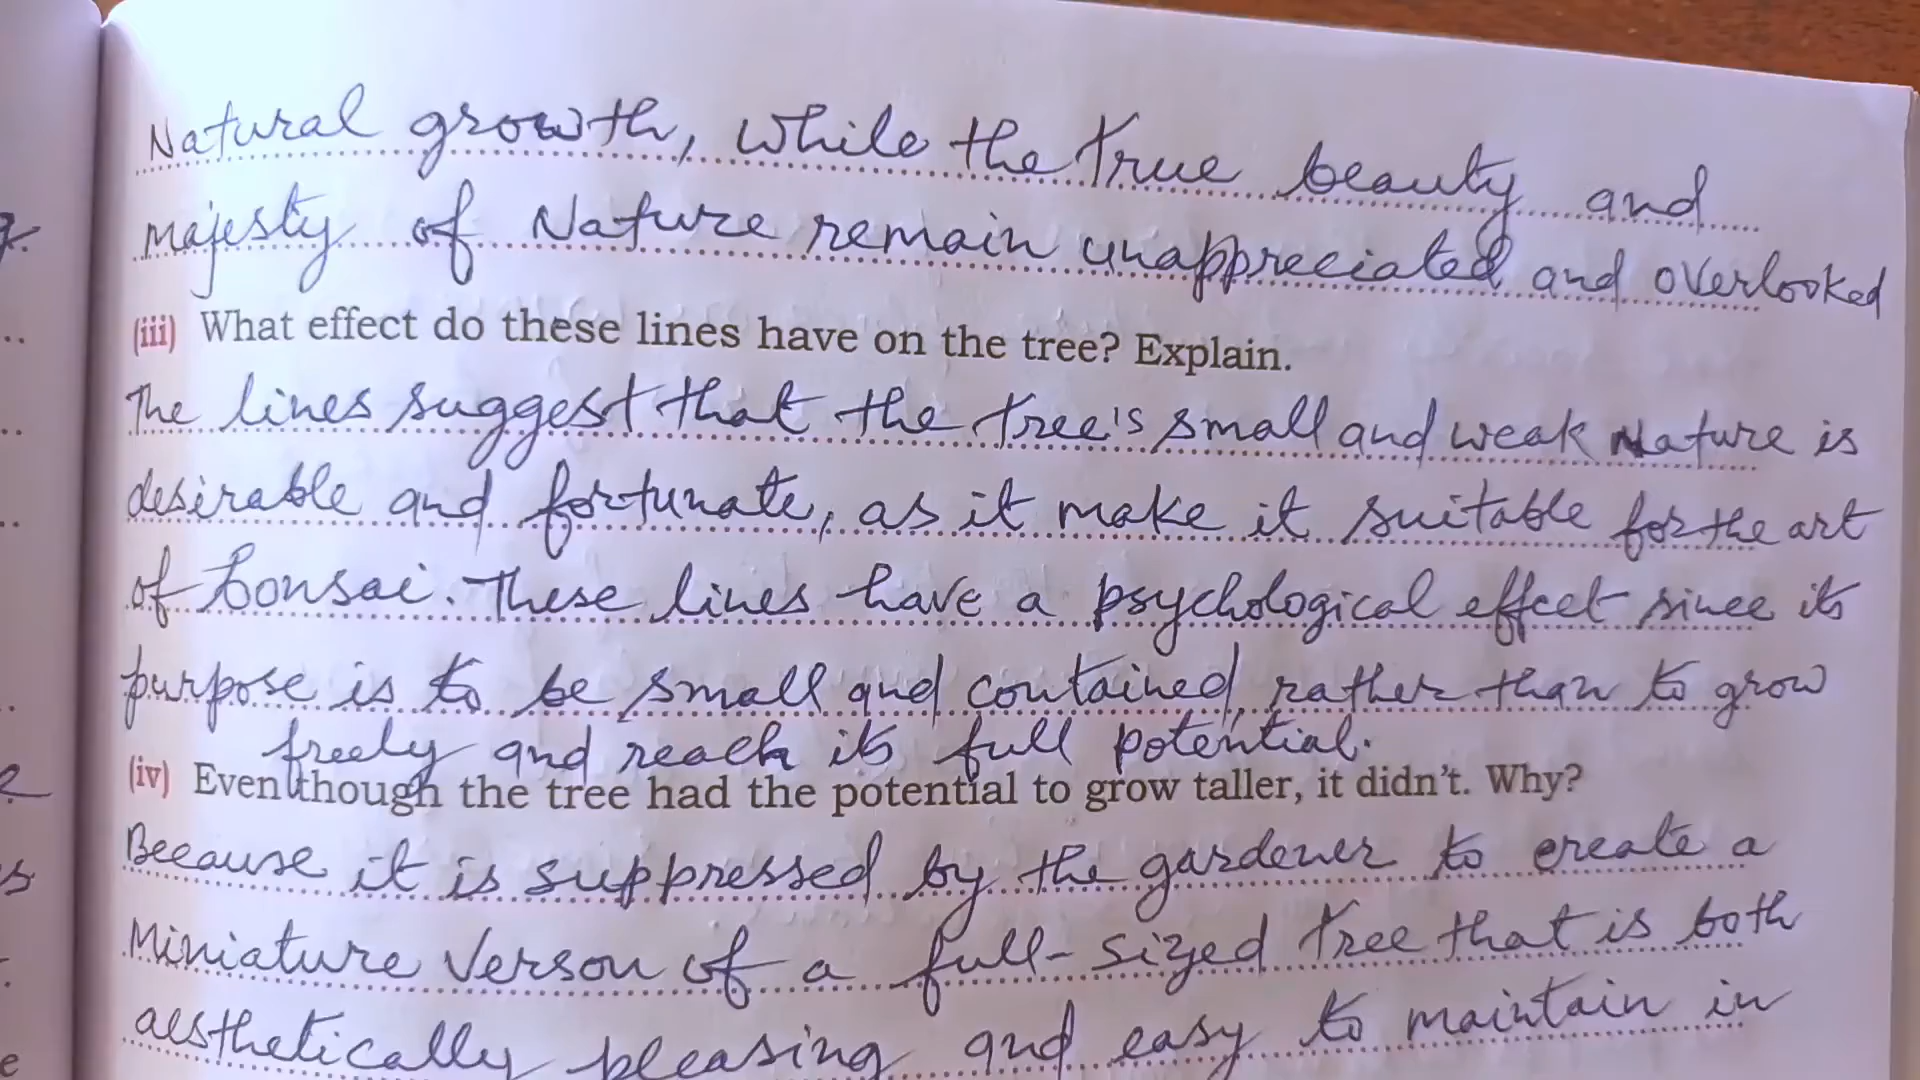 Natural growth, while the true beauty and
majesty of Nature remain unappreciated and overlooked
(iii) What effect do these lines have on the tree? Explain.
The lines suggest that the tree's small and weak Nature is
desirable and fortunate, as it make it suitable for the art
of bonsai. These lines have a psychological effect since its
purpose is to be small and contained, rather than to grow
freely and reach its full potential.
(iv) Even though the tree had the potential to grow taller, it didn't. Why?
Because it is suppressed by the gardener to create a
Miniature Verson of a full-sized tree that is both
aesthetically pleasing and easy to maintain in